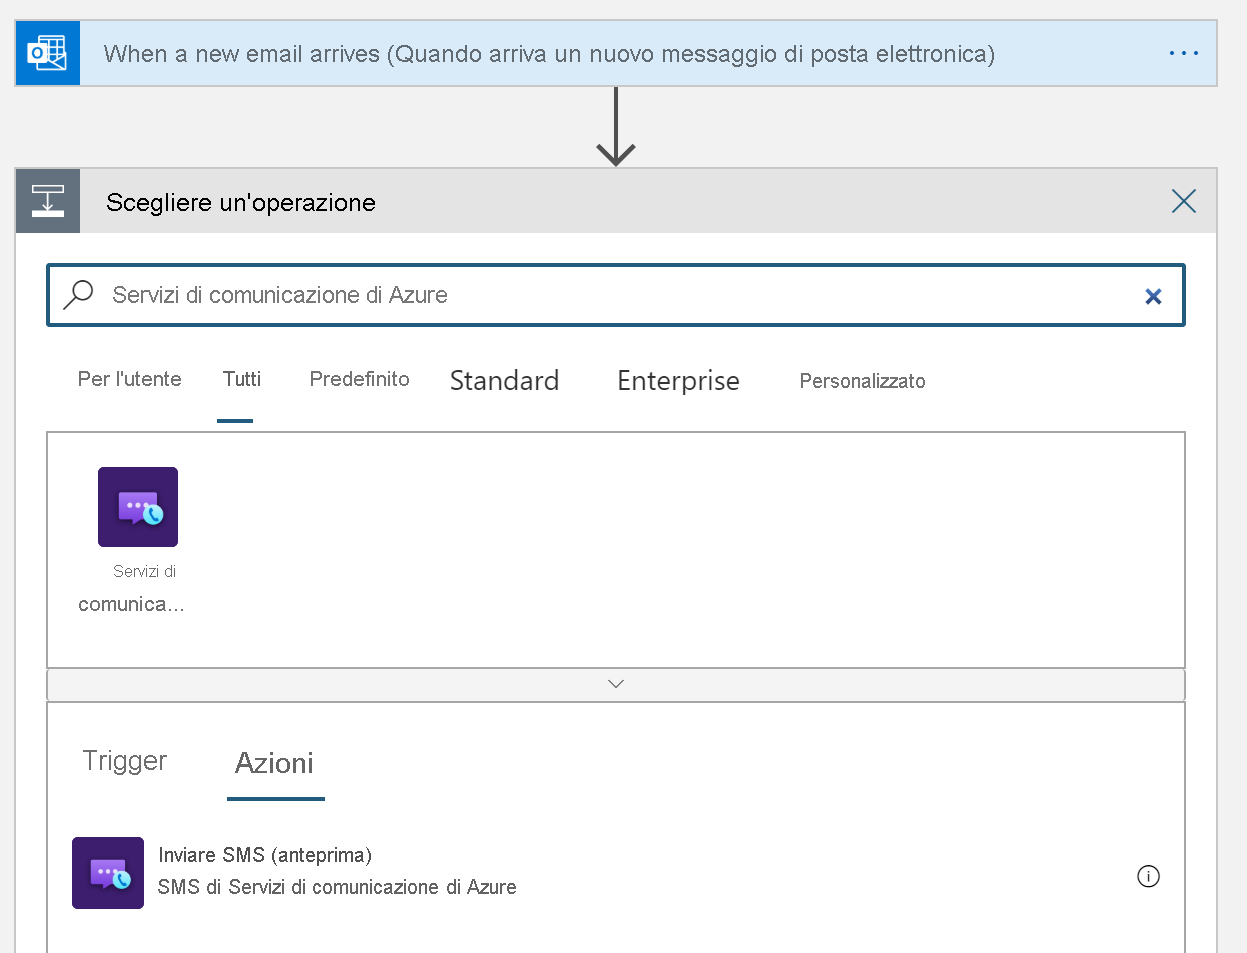 When a new email arrives (Quando arriva un nuovo messaggio di posta elettronica)
Scegliere un'operazione
Servizi di comunicazione di Azure
Per l'utente Tutti Predefinito Standard Enterprise Personalizzato
Servizi di
comunica...
Trigger Azioni
Inviare SMS (anteprima)
SMS di Servizi di comunicazione di Azure